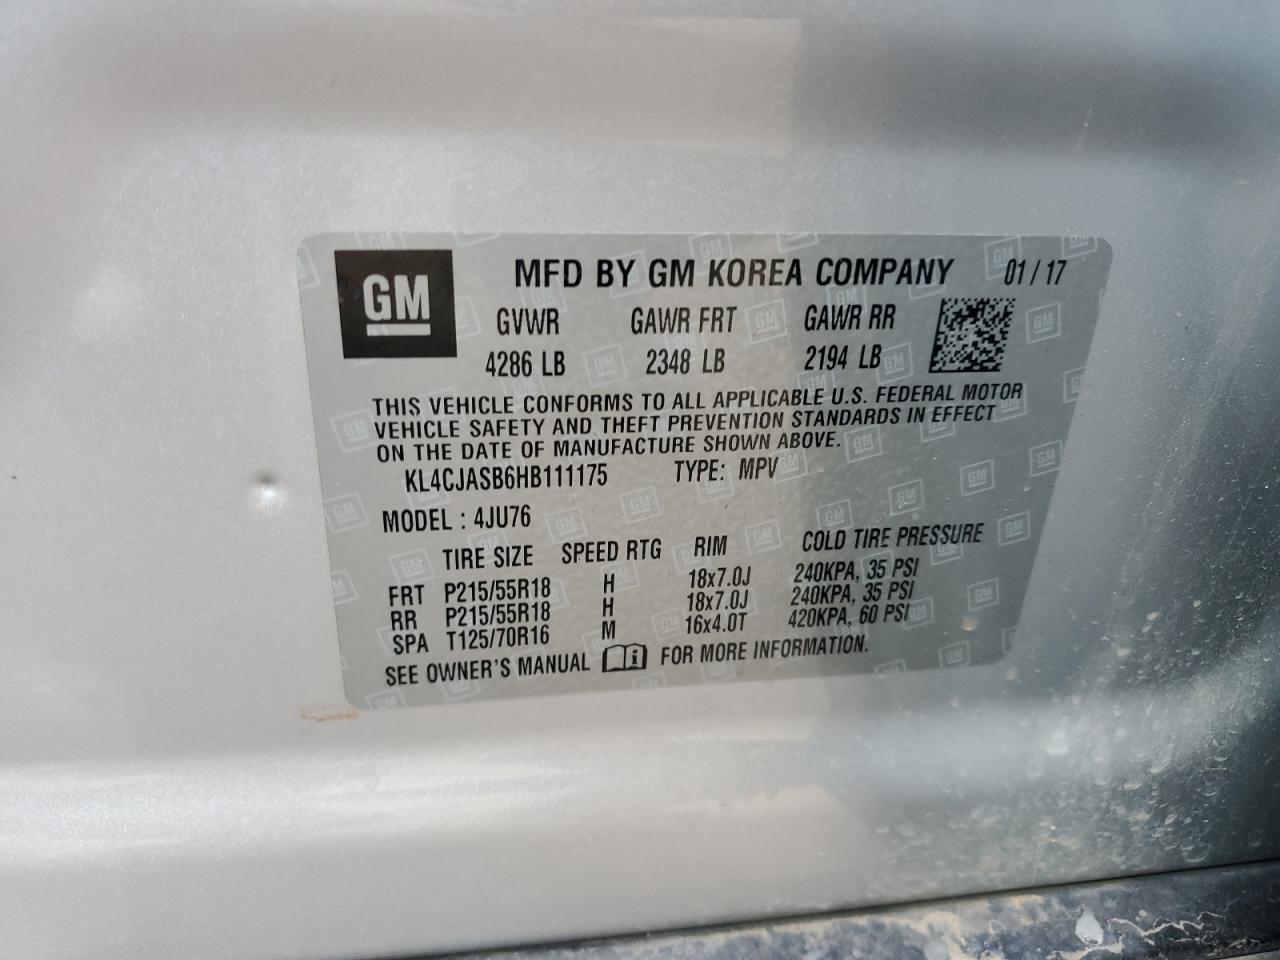 GM
MFD BY GM KOREA COMPANY 01/17
GVWR GAWR FRT GAWR RR
4286 LB 2348 LB 2194 LB
THIS VEHICLE CONFORMS TO ALL APPLICABLE U.S. FEDERAL MOTOR
VEHICLE SAFETY AND THEFT PREVENTION STANDARDS IN EFFECT
ON THE DATE OF MANUFACTURE SHOWN ABOVE.
KL4CJASB6HB111175 TYPE: MPV
MODEL : 4JU76
TIRE SIZE SPEED RTG RIM COLD TIRE PRESSURE
FRT P215/55R18 H 18x7.0J 240KPA, 35 PSI
RR P215/55R18 H 18x7.0J 240KPA, 35 PSI
SPA T125/70R16 M 16x4.0T 420KPA, 60 PSI
SEE OWNER'S MANUAL FOR MORE INFORMATION.